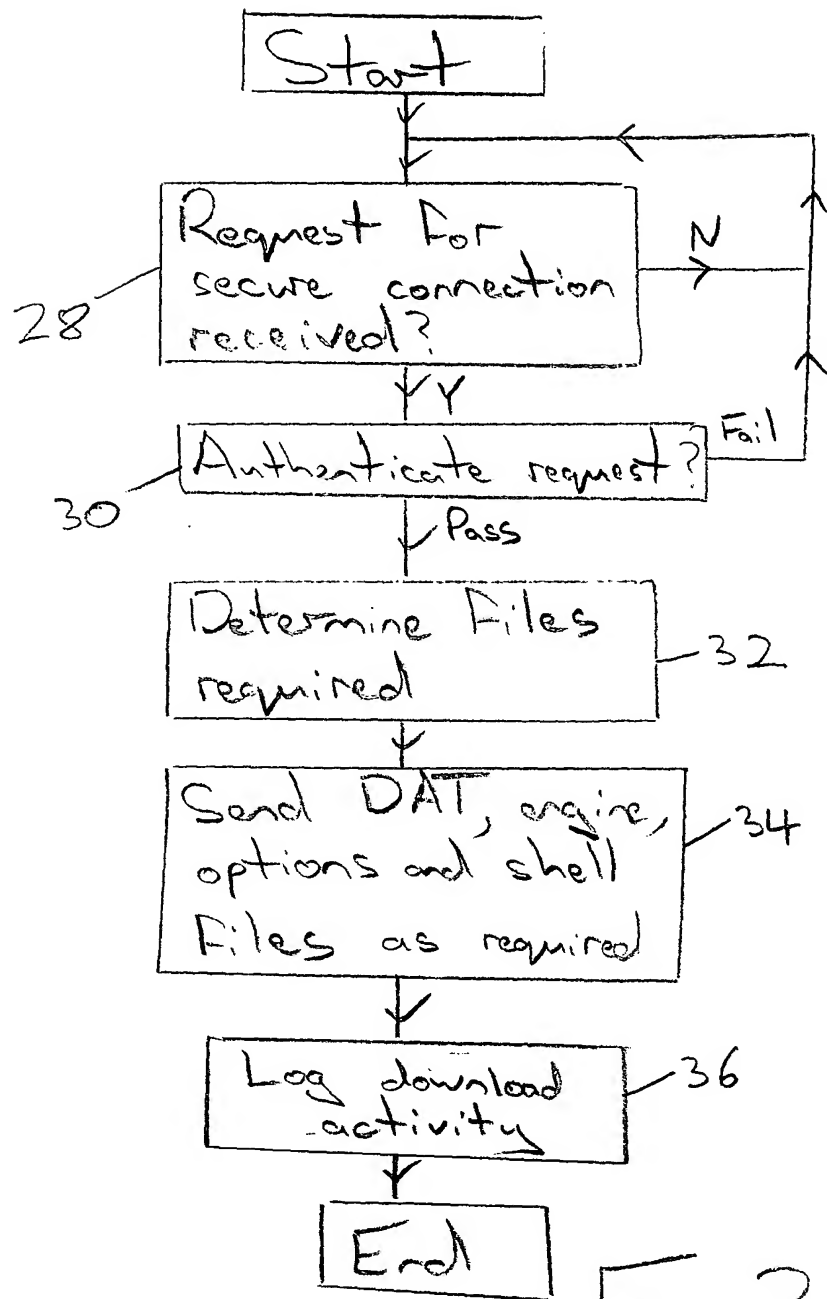 Start
Request for
secure connection
received?
N
28
Y
Authenticate request?
Fail
30
Pass
Determine Files
required
32
Send DAT, engine,
options and shell
Files as required
34
Log download
activity
36
End